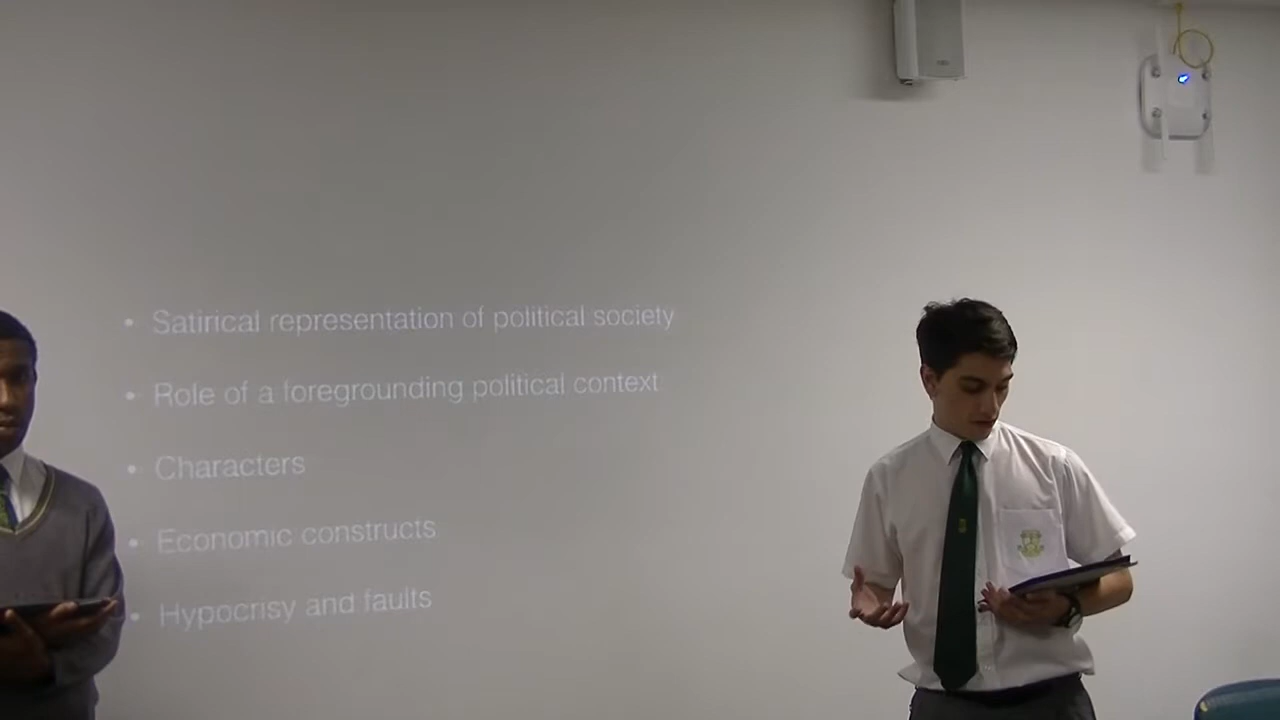 • Satirical representation of political society
• Role of a foregrounding political context
• Characters
• Economic constructs
• Hypocrisy and faults